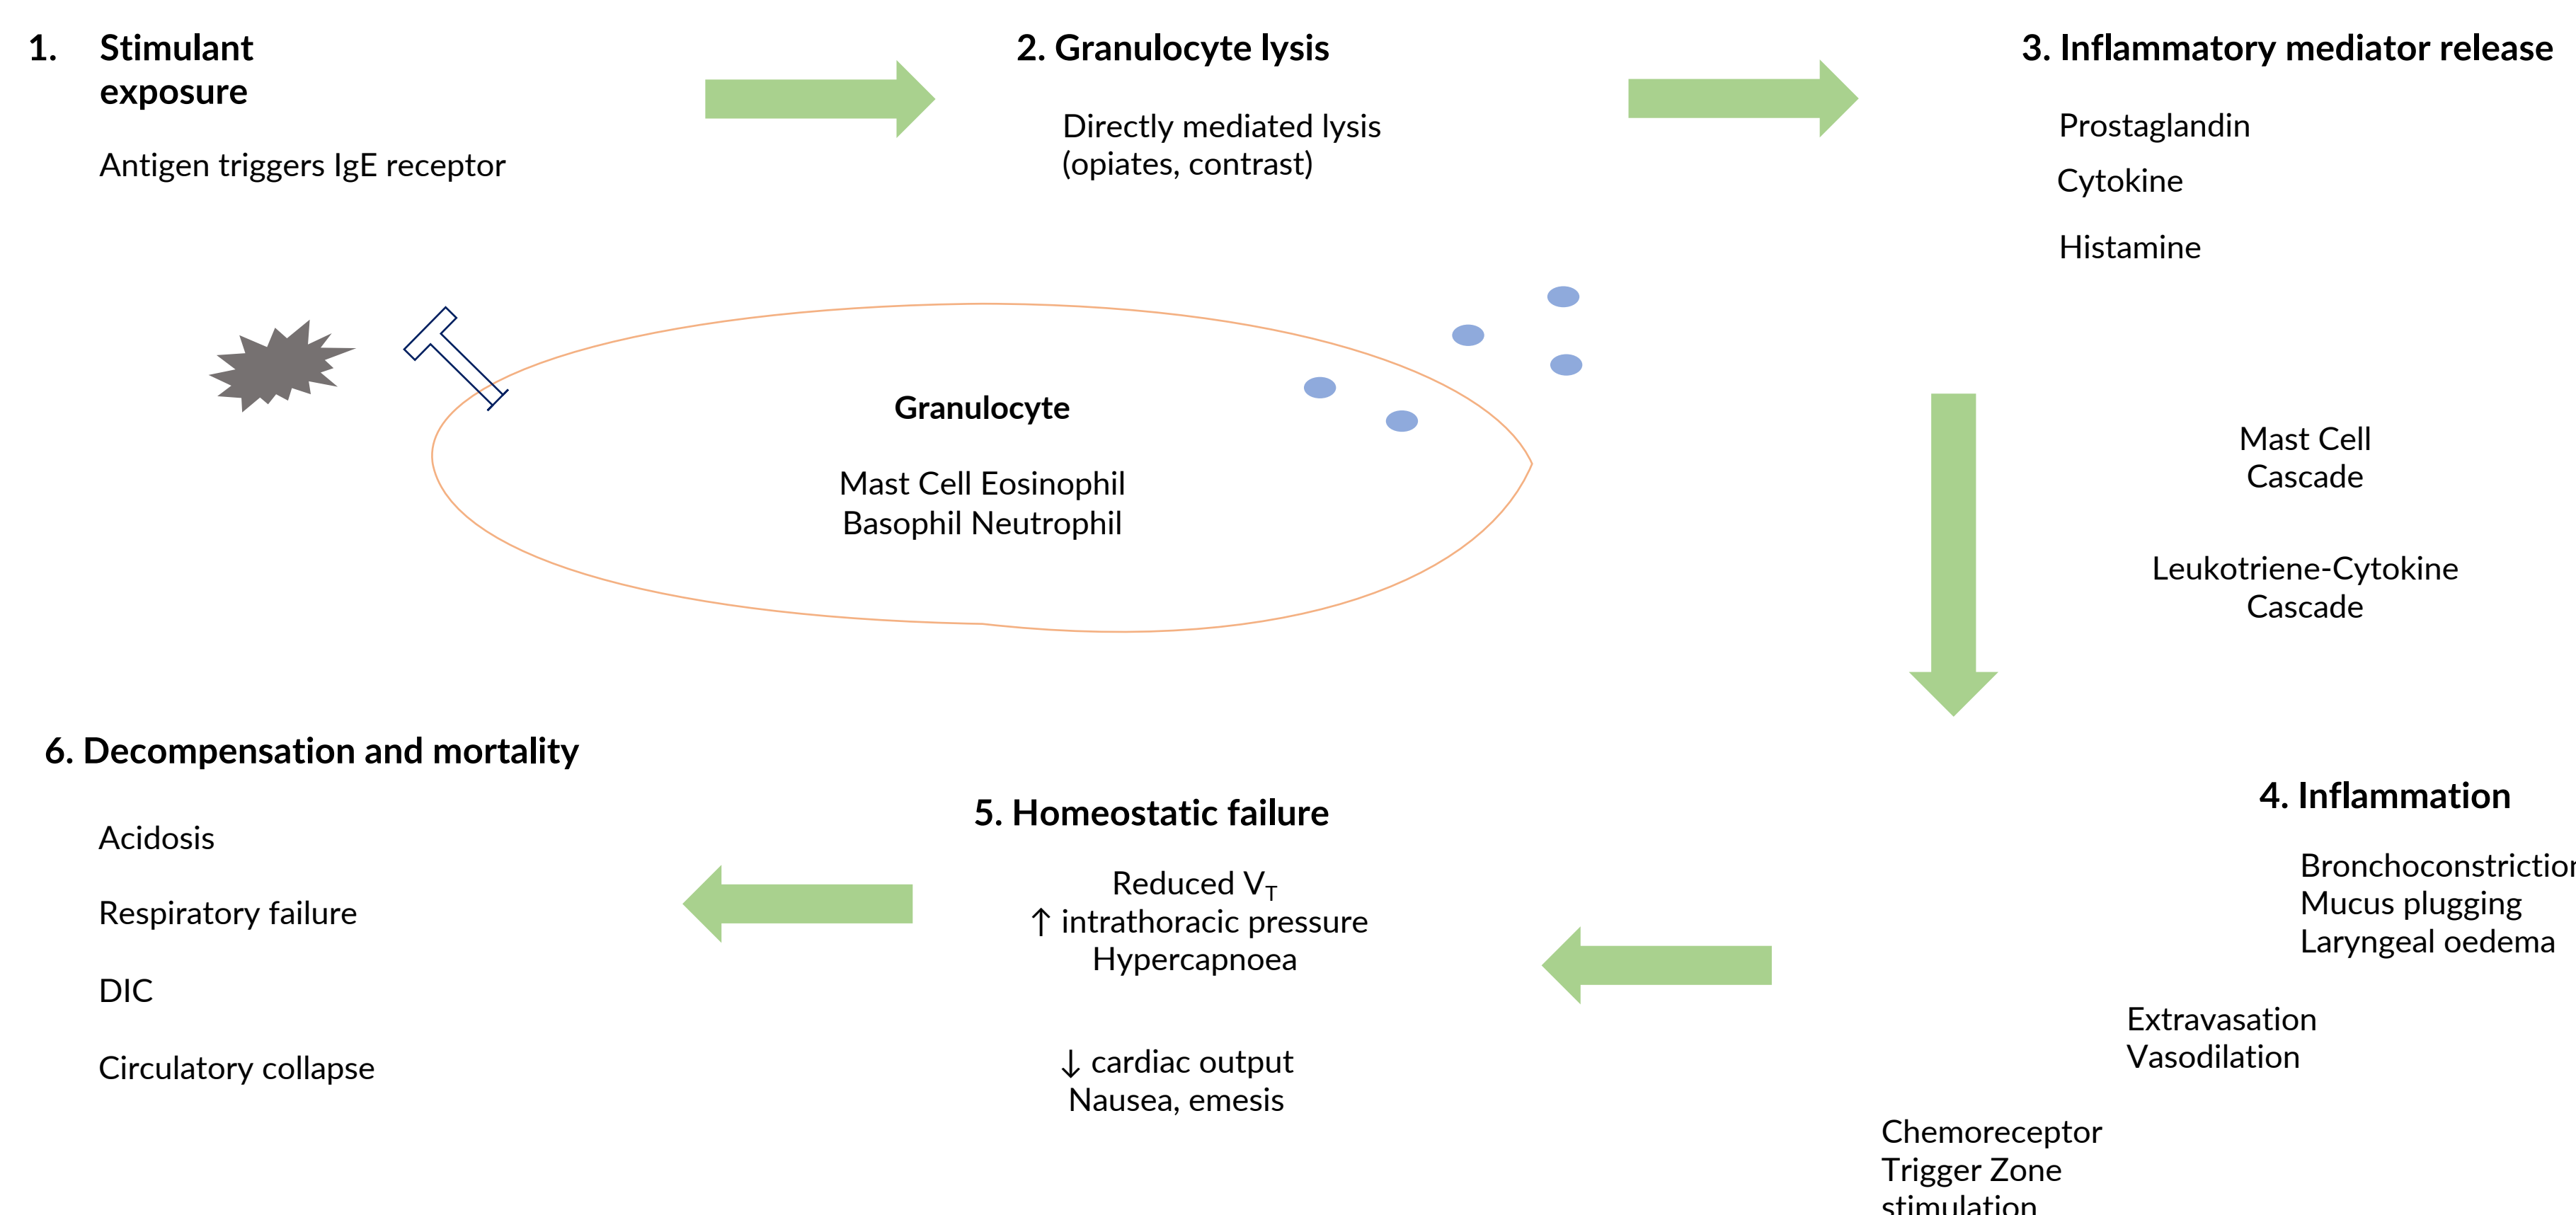 1. Stimulant
exposure
Antigen triggers IgE receptor
2. Granulocyte lysis
Directly mediated lysis
(opiates, contrast)
3. Inflammatory mediator release
Prostaglandin
Cytokine
Histamine
Granulocyte
Mast Cell Eosinophil
Basophil Neutrophil
Mast Cell
Cascade
Leukotriene-Cytokine
Cascade
4. Inflammation
Bronchoconstriction
Mucus plugging
Laryngeal oedema
Extravasation
Vasodilation
Chemoreceptor
Trigger Zone
stimulation
5. Homeostatic failure
Reduced V_T
↑ intrathoracic pressure
Hypercapnoea
↓ cardiac output
Nausea, emesis
6. Decompensation and mortality
Acidosis
Respiratory failure
DIC
Circulatory collapse